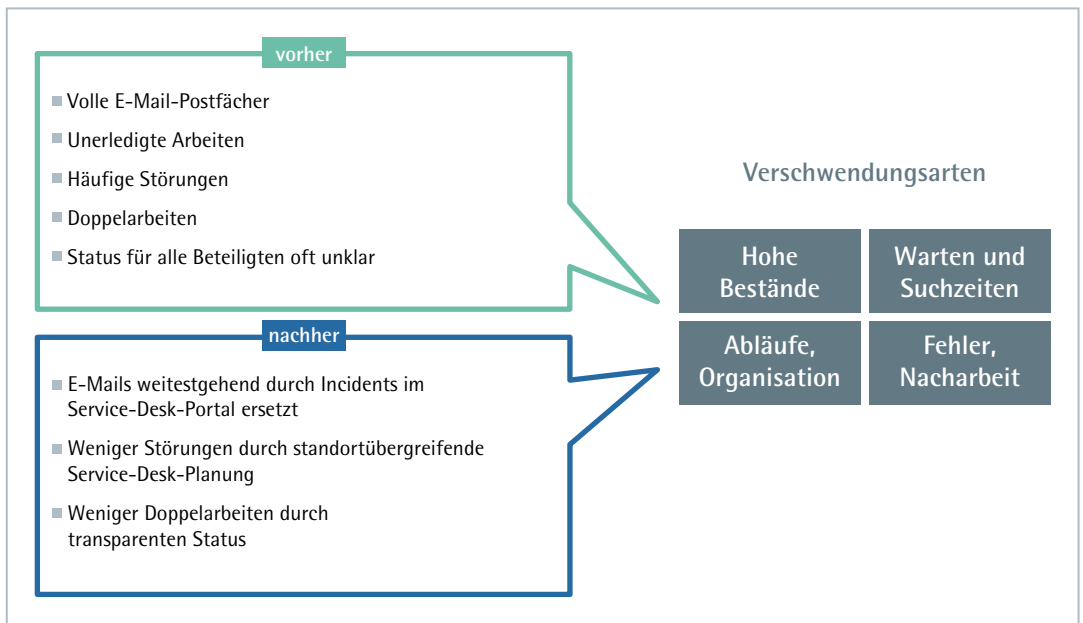 vorher
Volle E-Mail-Postfächer
Unerledigte Arbeiten
Häufige Störungen
Doppelarbeiten
Status für alle Beteiligten oft unklar
nachher
E-Mails weitestgehend durch Incidents im
Service-Desk-Portal ersetzt
Weniger Störungen durch standortübergreifende
Service-Desk-Planung
Weniger Doppelarbeiten durch
transparenten Status
Verschwendungsarten
Hohe
Bestände
Warten und
Suchzeiten
Abläufe,
Organisation
Fehler,
Nacharbeit